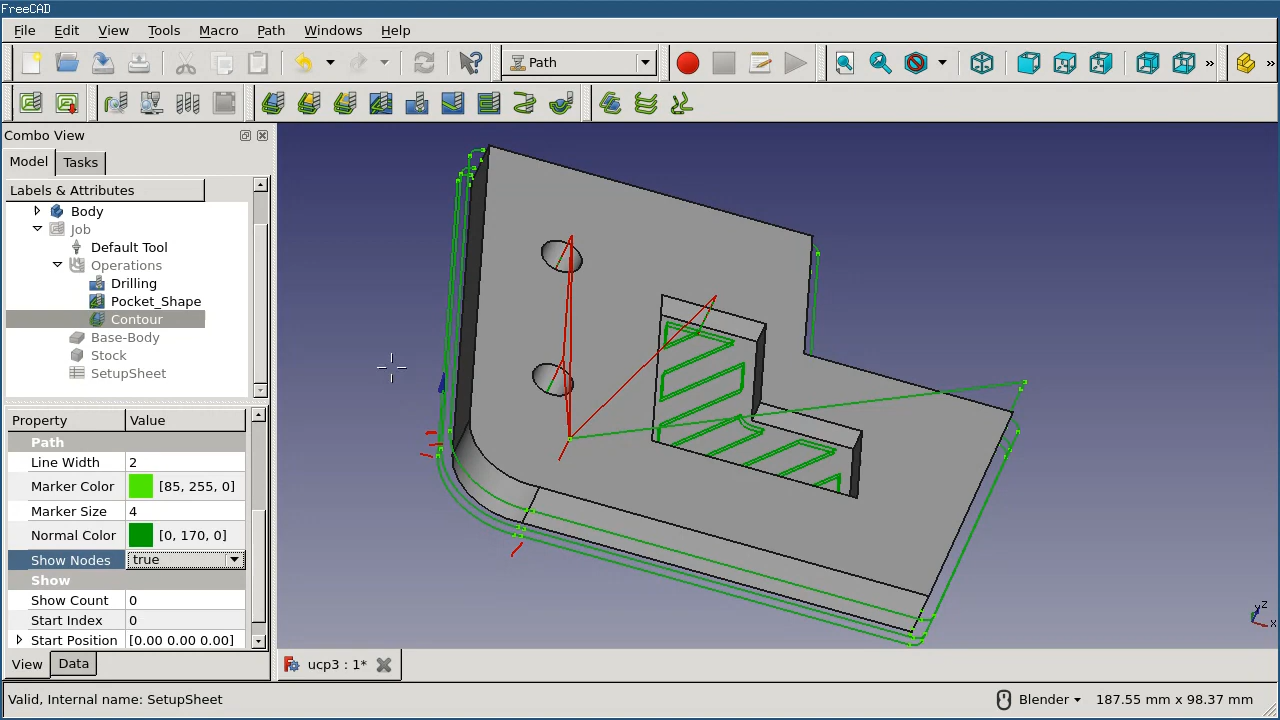 FreeCAD
File Edit View Tools Macro Path Windows Help
Path
» »
Combo View
Model Tasks
Labels & Attributes
Body
Job
Default Tool
Operations
Drilling
Pocket_Shape
Contour
Base-Body
Stock
SetupSheet
Property Value
Path
Line Width 2
Marker Color [85, 255, 0]
Marker Size 4
Normal Color [0, 170, 0]
Show Nodes true
Show
Show Count 0
Start Index 0
Start Position [0.00 0.00 0.00]
View Data
ucp3 : 1*
Y Z
X
Valid, Internal name: SetupSheet
Blender 187.55 mm x 98.37 mm